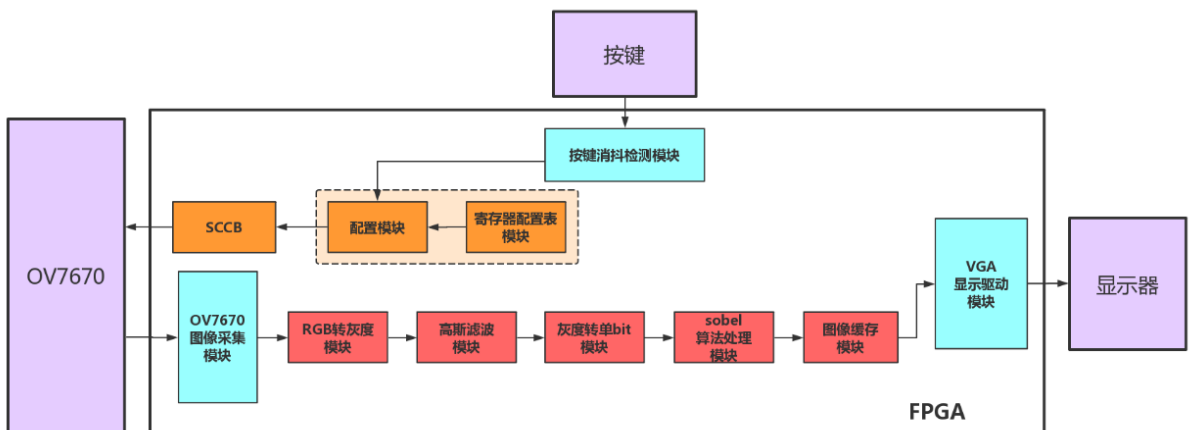 按键
按键消抖检测模块
SCCB
配置模块
寄存器配置表
模块
OV7670
OV7670
图像采集
模块
RGB转灰度
模块
高斯滤波
模块
灰度转单bit
模块
sobel
算法处理
模块
图像缓存
模块
VGA
显示驱动
模块
显示器
FPGA